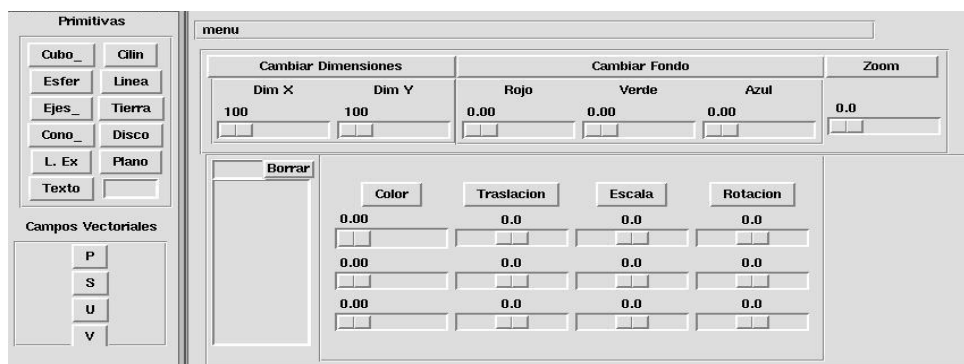 Primitivas
Cubo_ Cilin
Esfer Linea
Ejes_ Tierra
Cono_ Disco
L. Ex Plano
Texto
Campos Vectoriales
P
S
U
V
menu
Cambiar Dimensiones Cambiar Fondo Zoom
Dim X Dim Y Rojo Verde Azul
100 100 0.00 0.00 0.00 0.0
Borrar
Color Traslacion Escala Rotacion
0.00 0.0 0.0 0.0
0.00 0.0 0.0 0.0
0.00 0.0 0.0 0.0